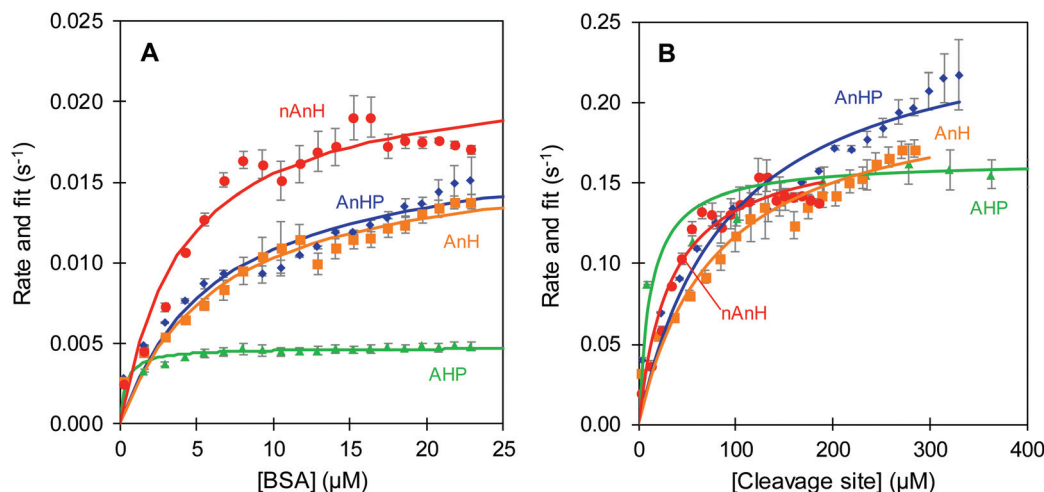 A
0.025
0.020
0.015
0.010
0.005
0.000
Rate and fit (s⁻¹)
0 5 10 15 20 25
[BSA] (µM)
nAnH
AnHP
AnH
AHP
B
0.25
0.20
0.15
0.10
0.05
0.00
Rate and fit (s⁻¹)
0 100 200 300 400
[Cleavage site] (µM)
AnHP
AnH
AHP
nAnH